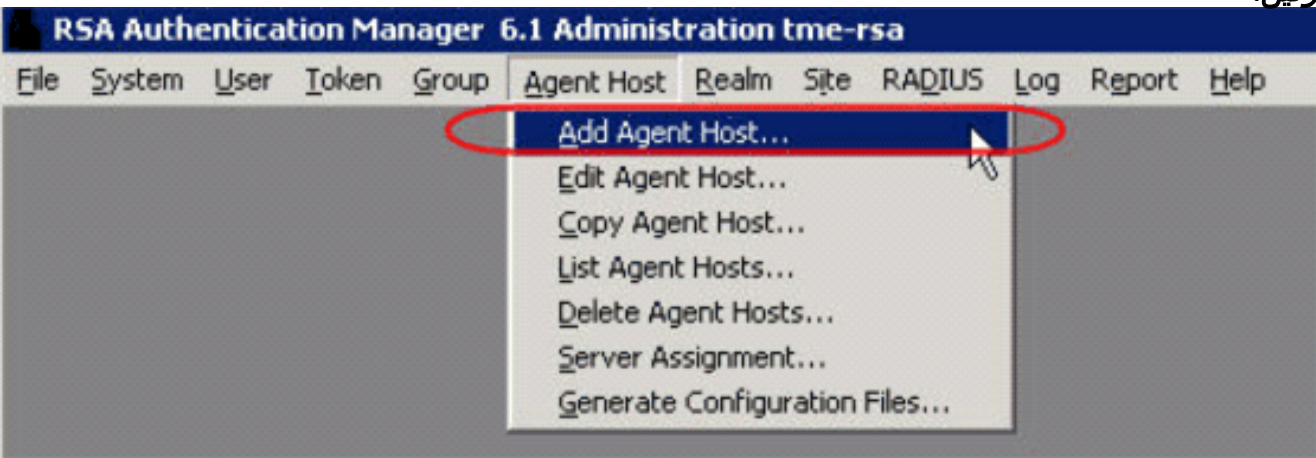 RSA Authentication Manager 6.1 Administration tme-rsa
File System User Token Group Agent Host Realm Site RADIUS Log Report Help
Add Agent Host...
Edit Agent Host...
Copy Agent Host...
List Agent Hosts...
Delete Agent Hosts...
Server Assignment...
Generate Configuration Files...